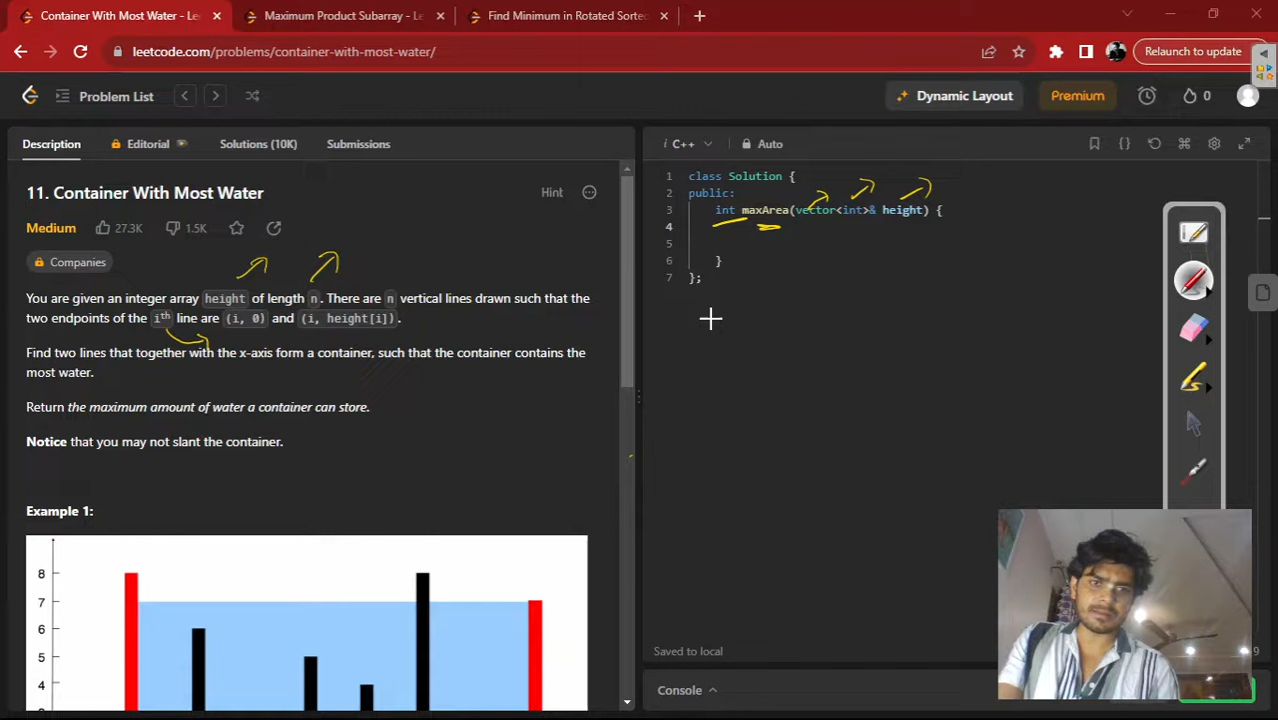 Container With Most Water - Le
Maximum Product Subarray - Le
Find Minimum in Rotated Sorted
leetcode.com/problems/container-with-most-water/
Relaunch to update
Problem List
Dynamic Layout
Premium
0
Description
Editorial
Solutions (10K)
Submissions
11. Container With Most Water
Hint
Medium
27.3K
1.5K
Companies
You are given an integer array height of length n. There are n vertical lines drawn such that the
two endpoints of the ith line are (i, 0) and (i, height[i]).
Find two lines that together with the x-axis form a container, such that the container contains the
most water.
Return the maximum amount of water a container can store.
Notice that you may not slant the container.
Example 1:
8
7
6
5
4
i C++
Auto
1 class Solution {
2 public:
3 int maxArea(vector<int>& height) {
4
5
6 }
7 };
Saved to local
Console